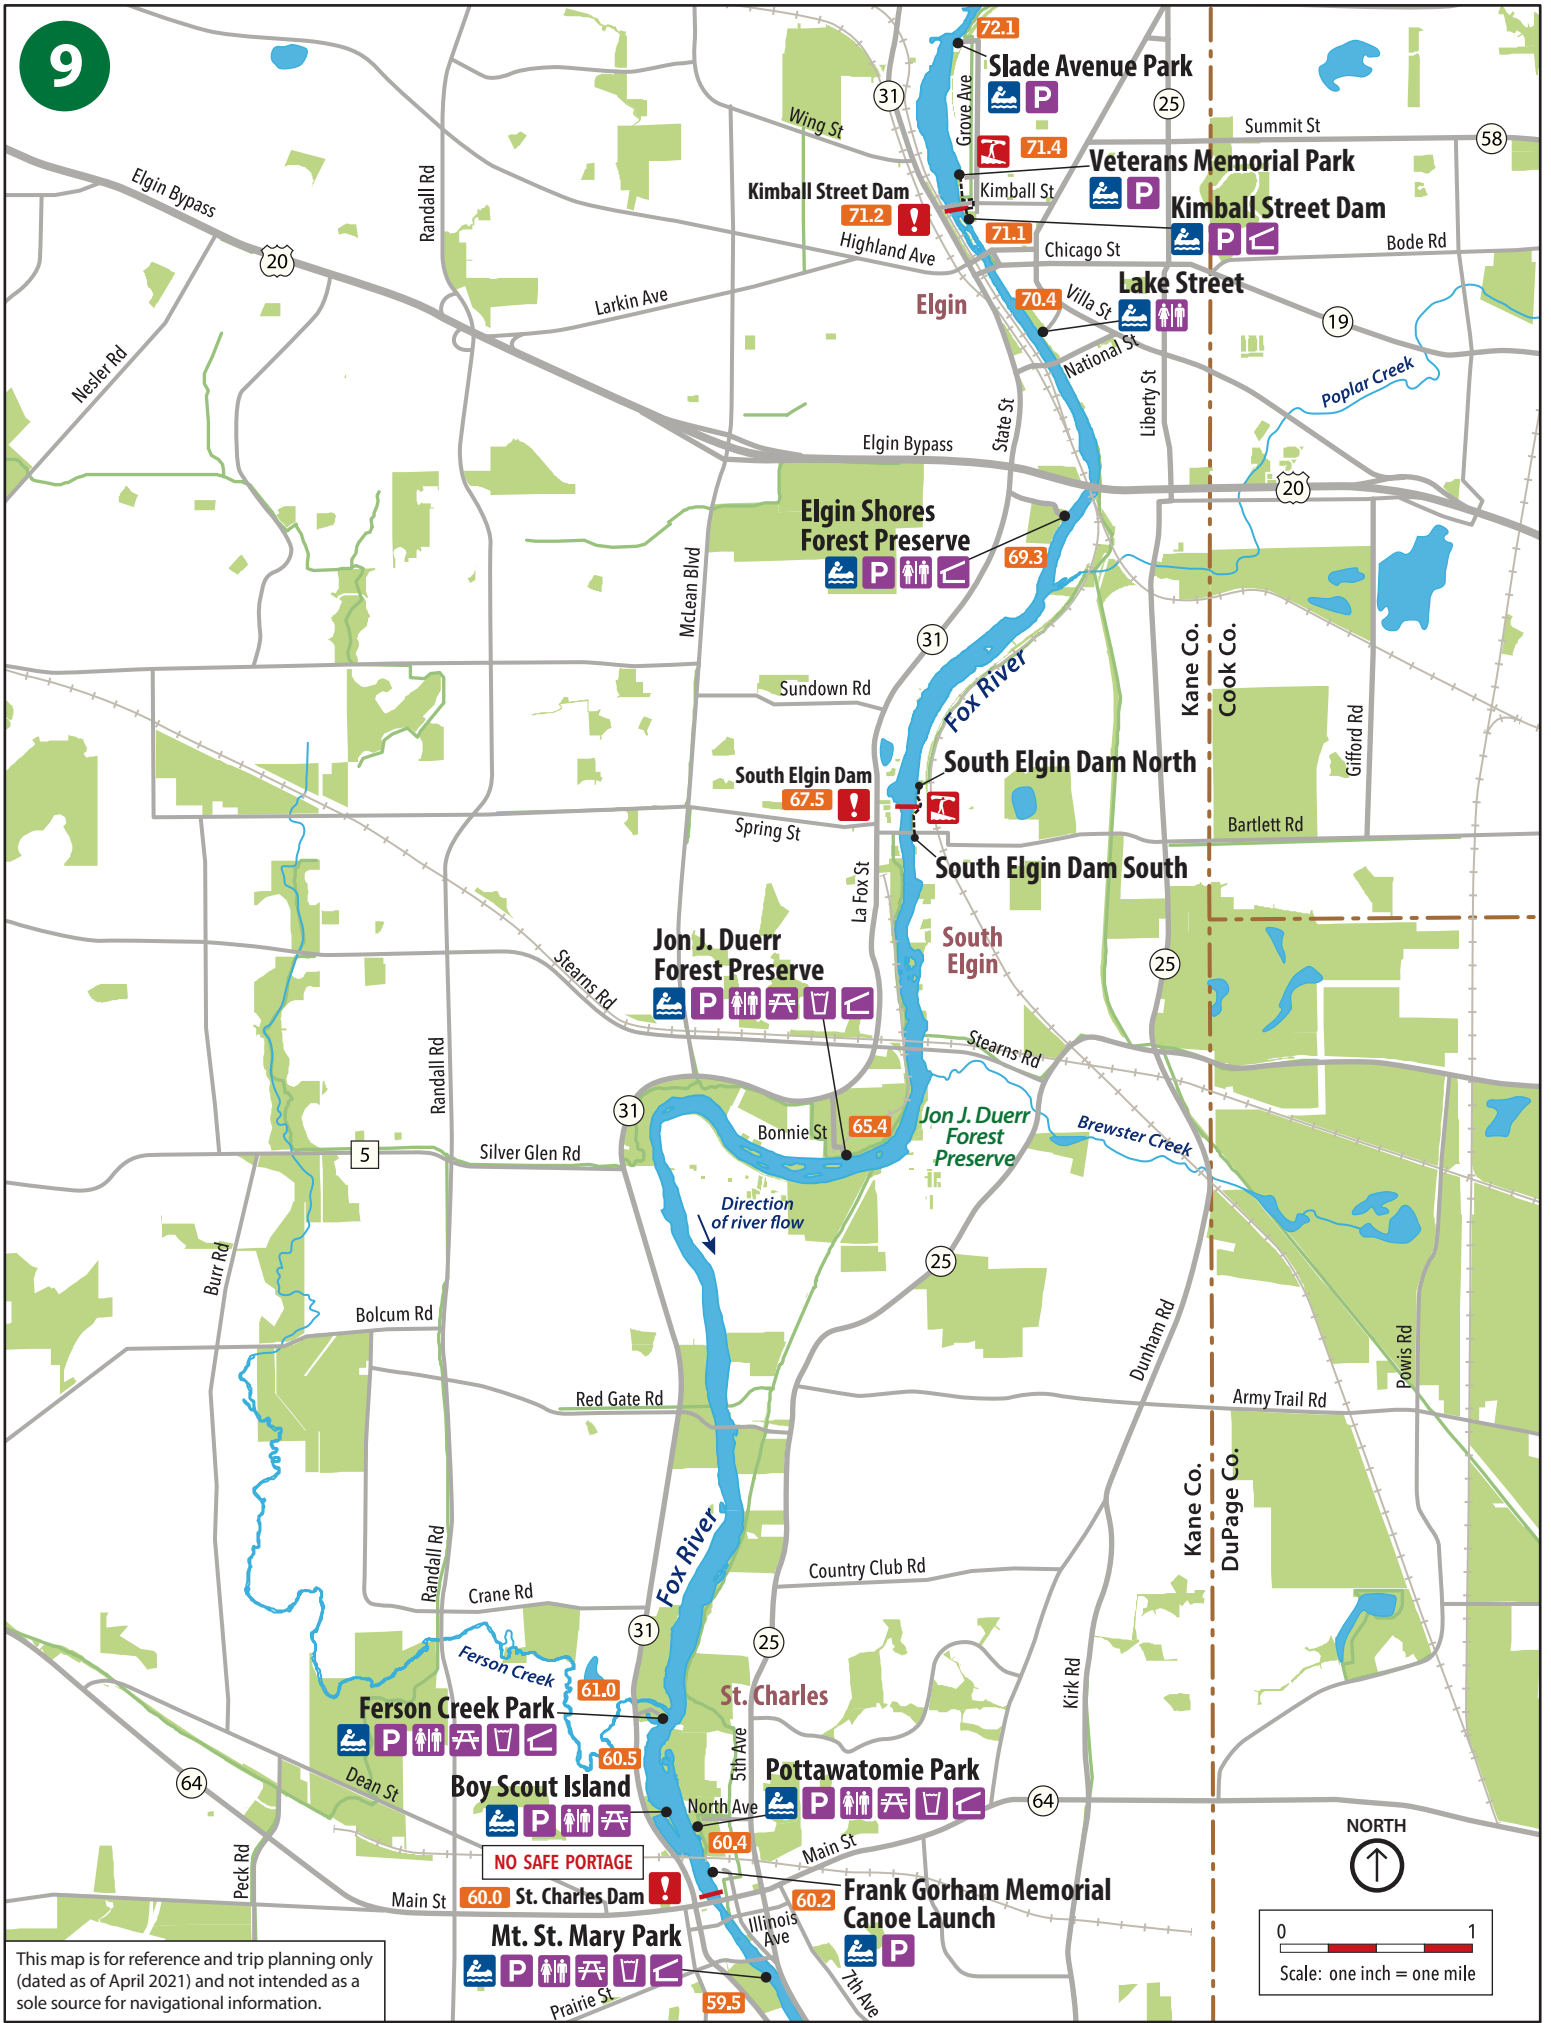 9
72.1
Slade Avenue Park
P
31
Grove Ave
25
Wing St
Summit St
58
71.4
Veterans Memorial Park
P
Kimball Street Dam
71.2
!
Kimball St
Kimball Street Dam
P
71.1
Elgin Bypass
Randall Rd
20
Highland Ave
Chicago St
Bode Rd
Lake Street
70.4
Villa St
Larkin Ave
Elgin
19
National St
Nesler Rd
Poplar Creek
Liberty St
State St
Elgin Bypass
20
Elgin Shores
Forest Preserve
P
69.3
McLean Blvd
31
Kane Co.
Cook Co.
Fox River
Sundown Rd
Gifford Rd
South Elgin Dam North
South Elgin Dam
67.5
!
Spring St
Bartlett Rd
South Elgin Dam South
La Fox St
South
Elgin
Jon J. Duerr
Forest Preserve
P
25
Stearns Rd
Stearns Rd
Randall Rd
31
Bonnie St
65.4
Jon J. Duerr
Forest
Preserve
Brewster Creek
5
Silver Glen Rd
Direction
of river flow
Burr Rd
25
Bolcum Rd
Dunham Rd
Powis Rd
Red Gate Rd
Army Trail Rd
Kane Co.
DuPage Co.
Fox River
Randall Rd
Country Club Rd
Crane Rd
31
25
Ferson Creek
61.0
St. Charles
Kirk Rd
Ferson Creek Park
P
60.5
5th Ave
64
Dean St
Boy Scout Island
P
Pottawatomie Park
P
North Ave
64
60.4
Main St
NORTH
NO SAFE PORTAGE
Peck Rd
Main St
60.0 St. Charles Dam
!
60.2
Frank Gorham Memorial
Canoe Launch
P
Illinois
Ave
Mt. St. Mary Park
P
7th Ave
Prairie St
59.5
0 1
Scale: one inch = one mile
This map is for reference and trip planning only
(dated as of April 2021) and not intended as a
sole source for navigational information.